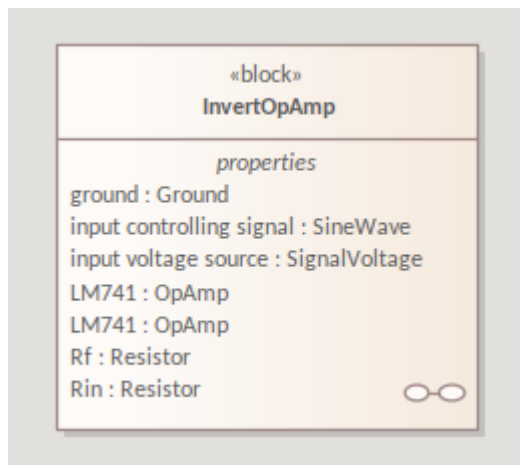 «block»
InvertOpAmp
properties
ground : Ground
input controlling signal : SineWave
input voltage source : SignalVoltage
LM741 : OpAmp
LM741 : OpAmp
Rf : Resistor
Rin : Resistor